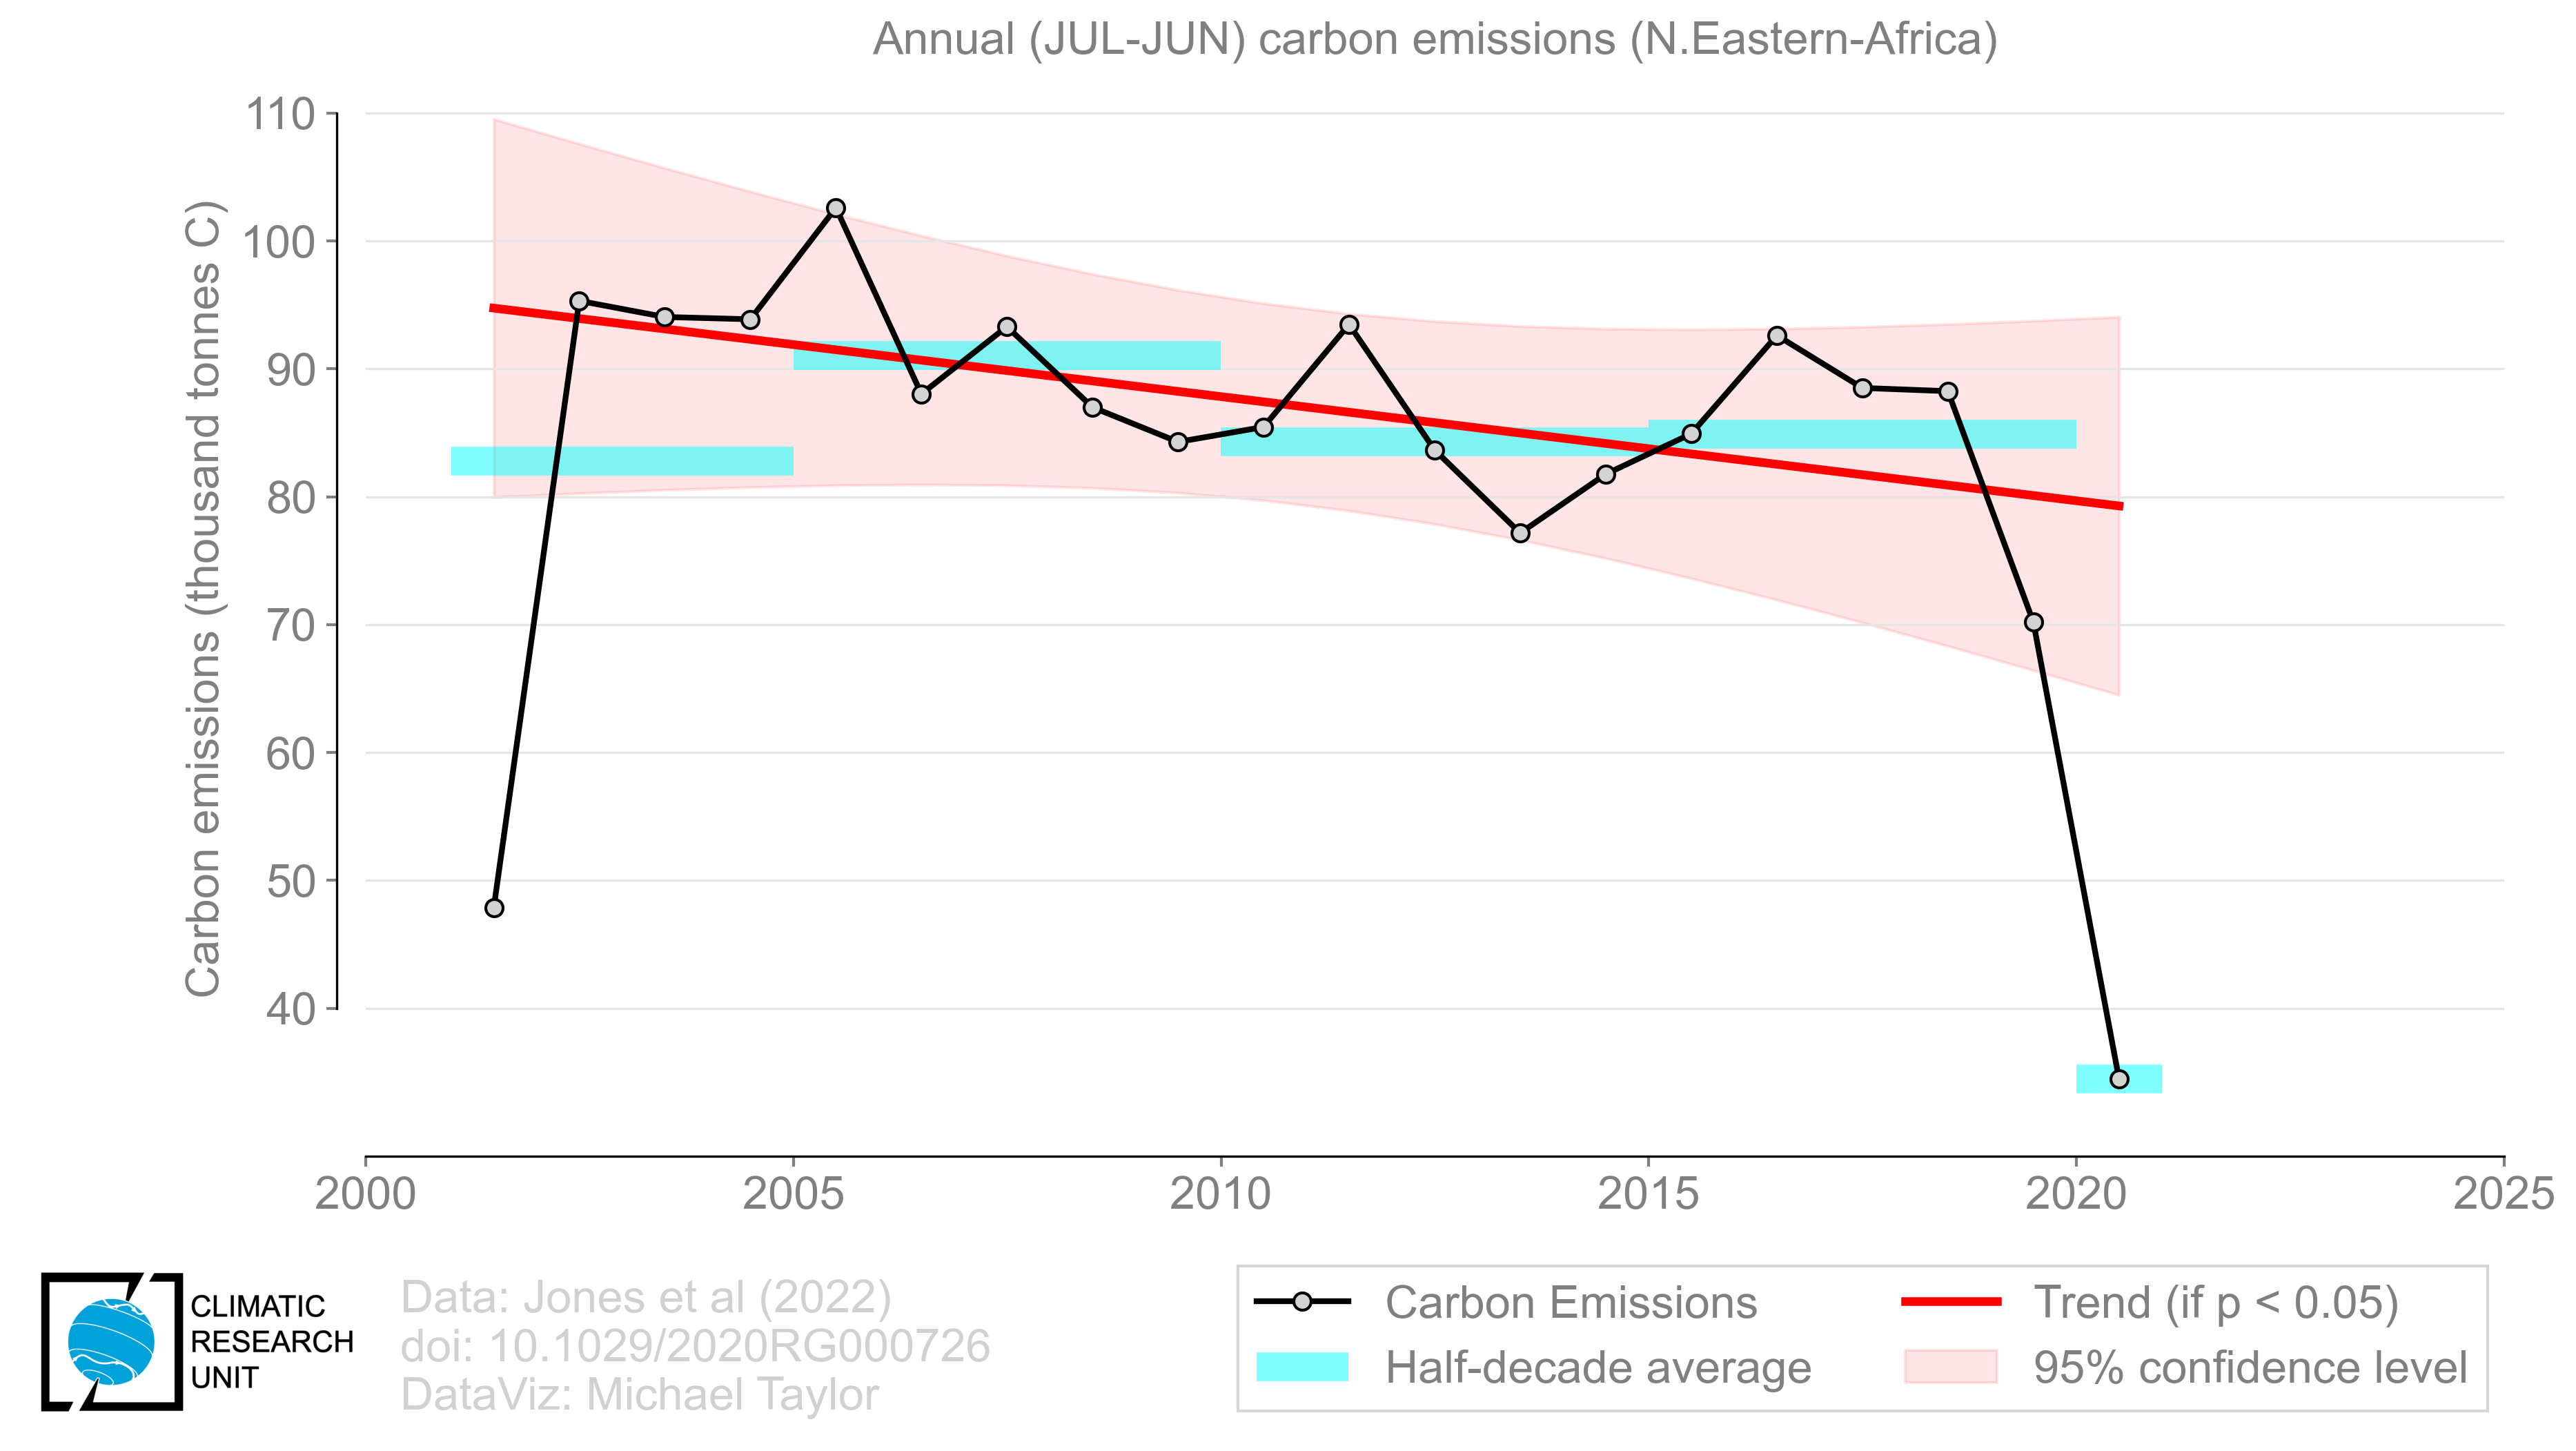 Annual (JUL-JUN) carbon emissions (N.Eastern-Africa)
Carbon emissions (thousand tonnes C)
110
100
90
80
70
60
50
40
2000 2005 2010 2015 2020 2025
CLIMATIC
RESEARCH
UNIT
Data: Jones et al (2022)
doi: 10.1029/2020RG000726
DataViz: Michael Taylor
Carbon Emissions
Half-decade average
Trend (if p < 0.05)
95% confidence level